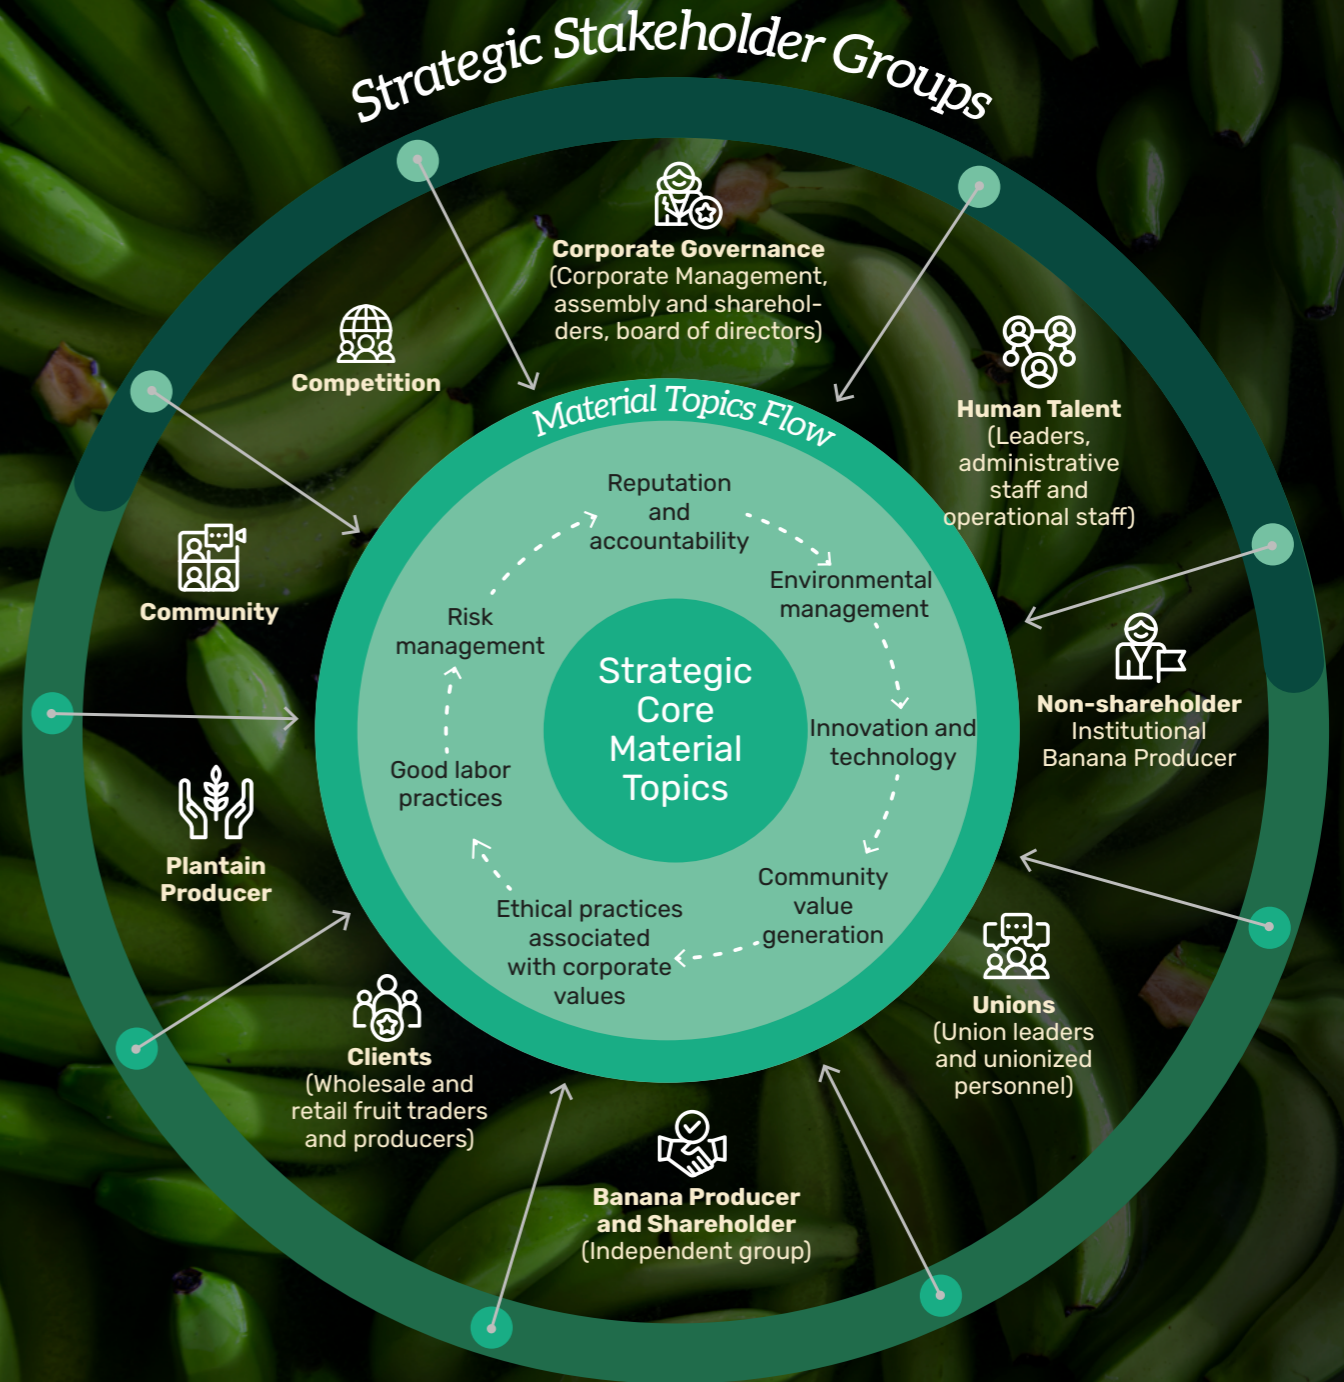 Strategic Stakeholder Groups
Corporate Governance
(Corporate Management,
assembly and sharehol-
ders, board of directors)
Human Talent
(Leaders,
administrative
staff and
operational staff)
Non-shareholder
Institutional
Banana Producer
Unions
(Union leaders
and unionized
personnel)
Banana Producer
and Shareholder
(Independent group)
Clients
(Wholesale and
retail fruit traders
and producers)
Plantain
Producer
Community
Competition
Material Topics Flow
Reputation
and
accountability
Environmental
management
Innovation and
technology
Community
value
generation
Ethical practices
associated
with corporate
values
Good labor
practices
Risk
management
Strategic
Core
Material
Topics